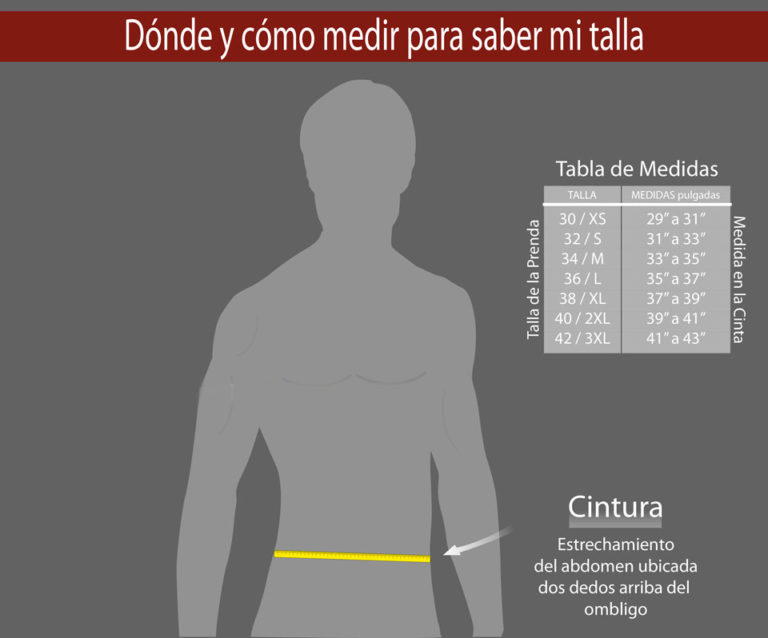 Dónde y cómo medir para saber mi talla
Tabla de Medidas
TALLA MEDIDAS pulgadas
30 / XS 29” a 31”
32 / S 31” a 33”
34 / M 33” a 35”
36 / L 35” a 37”
38 / XL 37” a 39”
40 / 2XL 39” a 41”
42 / 3XL 41” a 43”
Talla de la Prenda
Medida en la Cinta
Cintura
Estrechamiento
del abdomen ubicada
dos dedos arriba del
ombligo